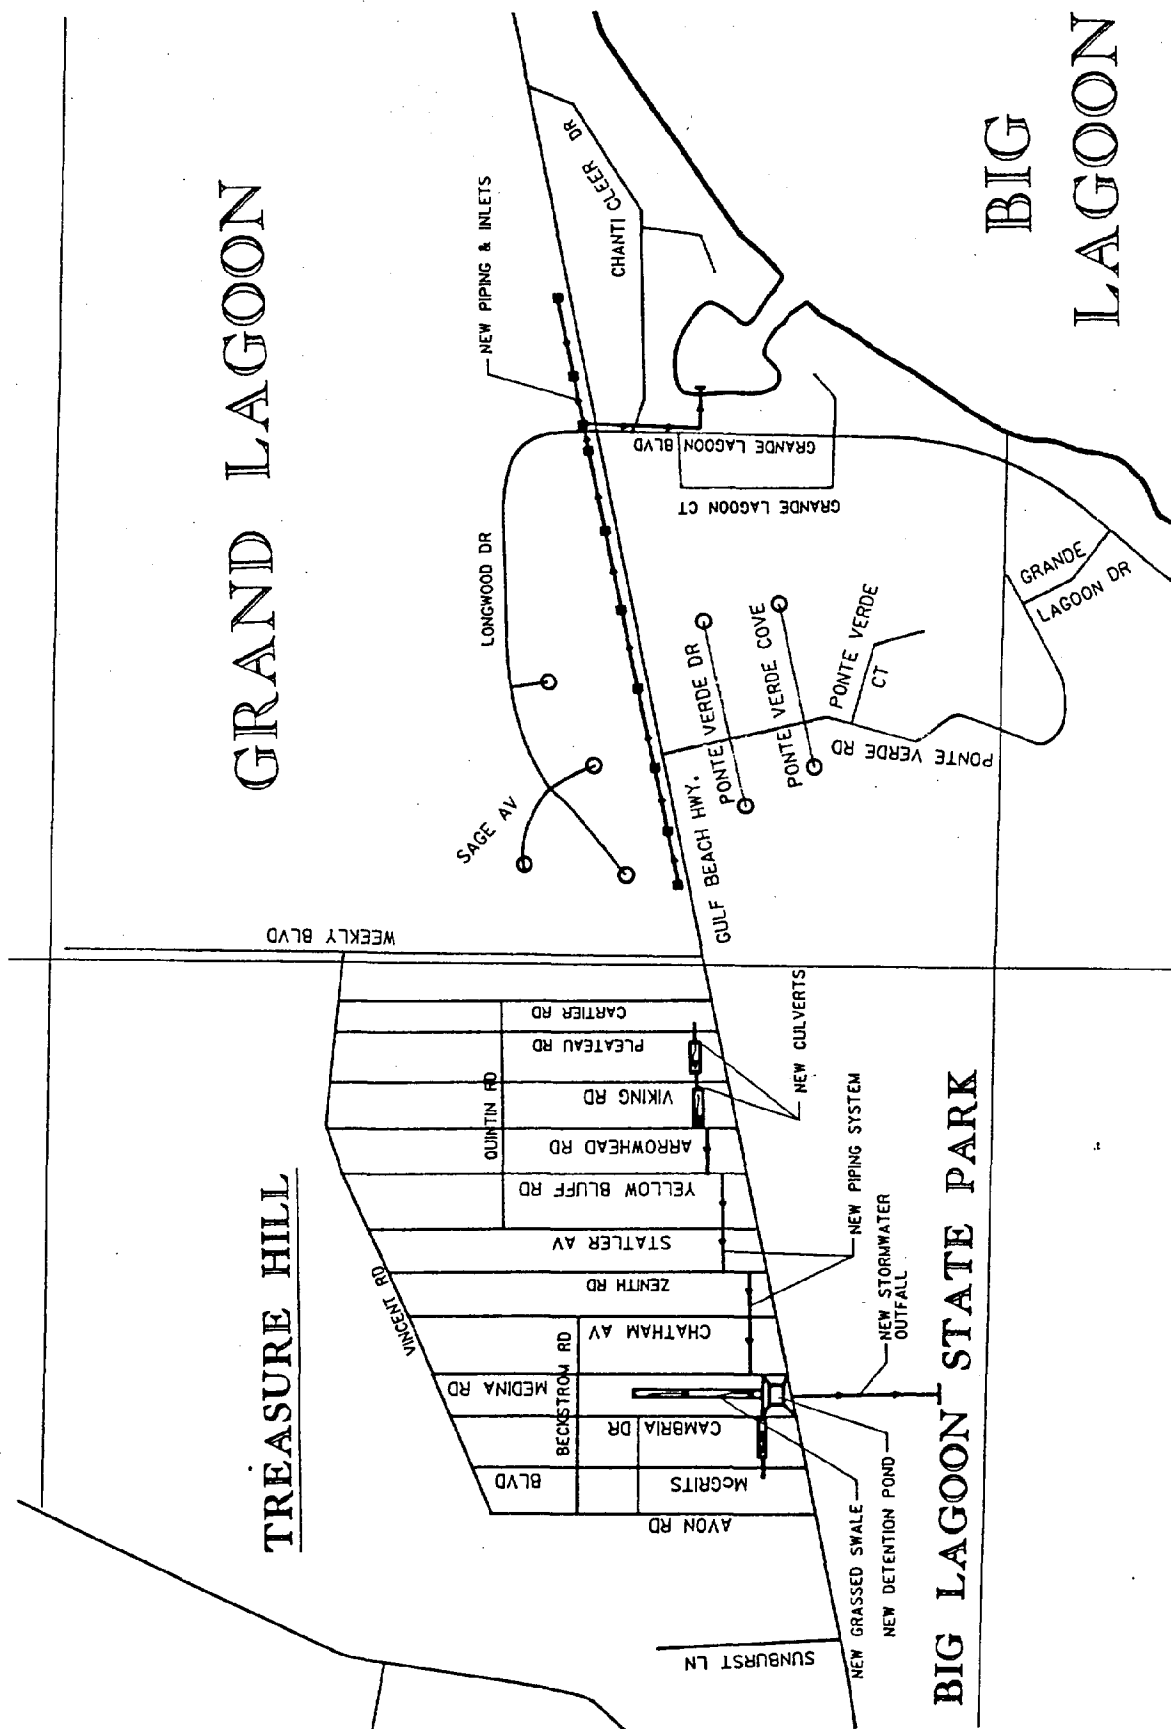 GRAND LAGOON
BIG
LAGOON
TREASURE HILL
BIG LAGOON STATE PARK
NEW PIPING & INLETS
CHANTI CLEER DR
LONGWOOD DR
SAGE AV
GRANDE LAGOON BLVD
GRANDE LAGOON CT
GRANDE
LAGOON DR
PONTE VERDE DR
PONTE VERDE COVE
PONTE VERDE
CT
PONTE VERDE RD
GULF BEACH HWY.
WEEKLY BLVD
CARTIER RD
PLEATEAU RD
VIKING RD
QUINTIN RD
ARROWHEAD RD
YELLOW BLUFF RD
STATLER AV
ZENITH RD
VINCENT RD
CHATHAM AV
BECKSTROM RD
MEDINA RD
CAMBRIA DR
McGRITS BLVD
AVON RD
SUNBURST LN
NEW CULVERTS
NEW PIPING SYSTEM
NEW STORMWATER
OUTFALL
NEW GRASSED SWALE
NEW DETENTION POND